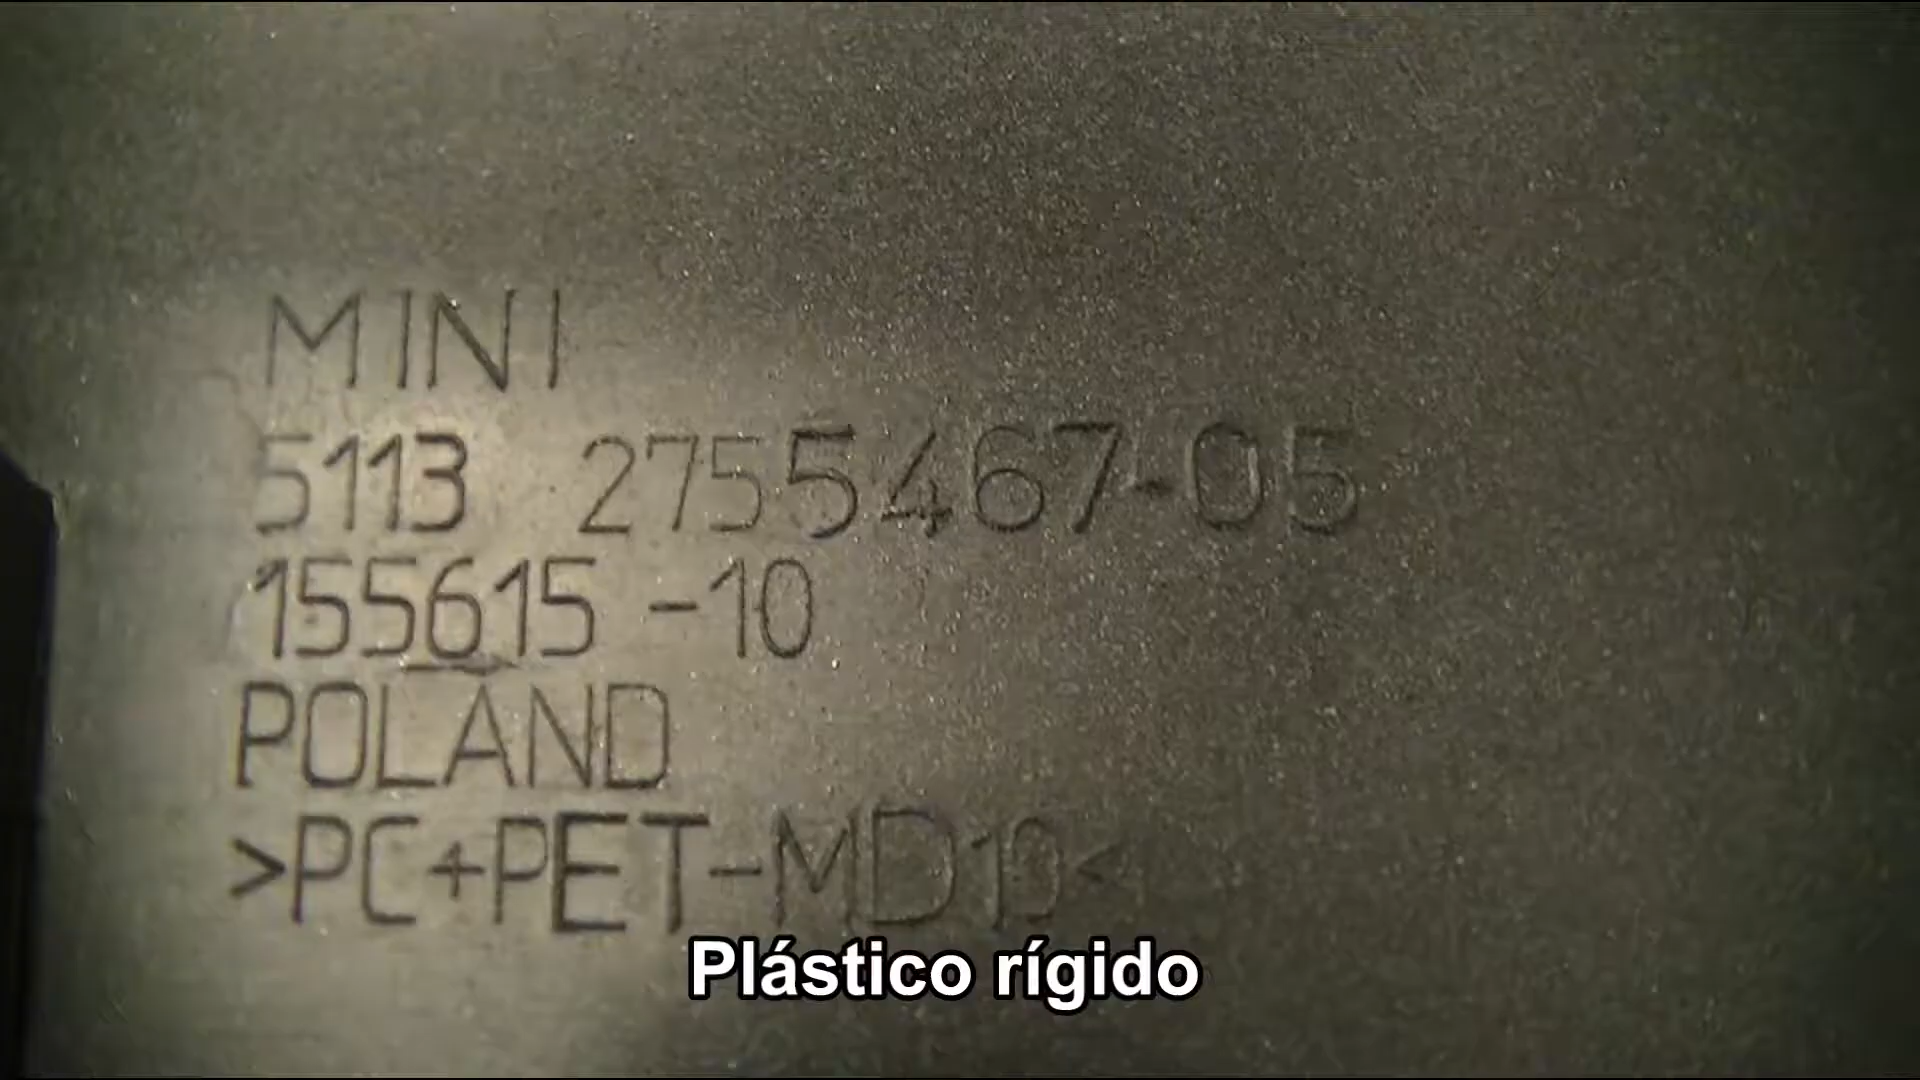 MINI
5113 2755467-05
155615-10
POLAND
>PC+PET-MD10<
Plástico rígido